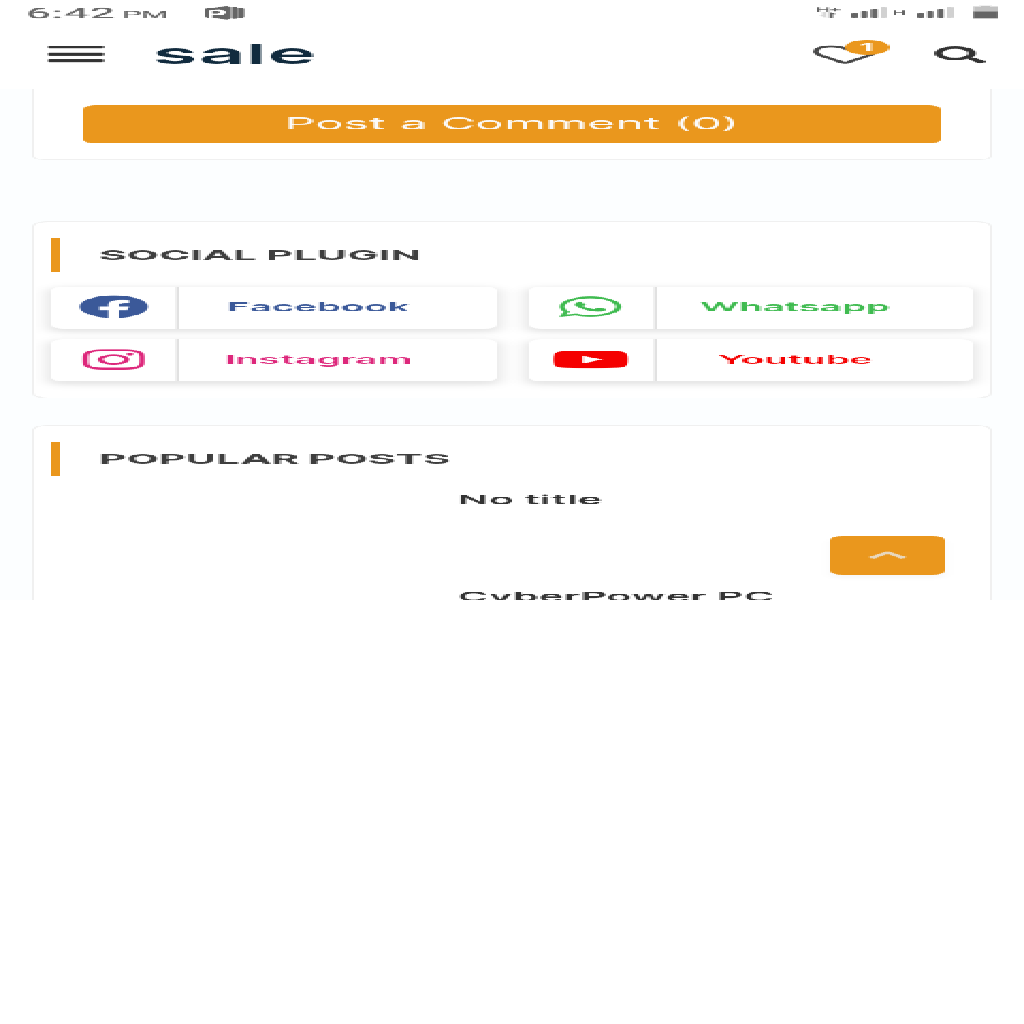 6:42 PM
H+ H
sale
1
Post a Comment (0)
SOCIAL PLUGIN
Facebook
Whatsapp
Instagram
Youtube
POPULAR POSTS
No title
CyberPower PC